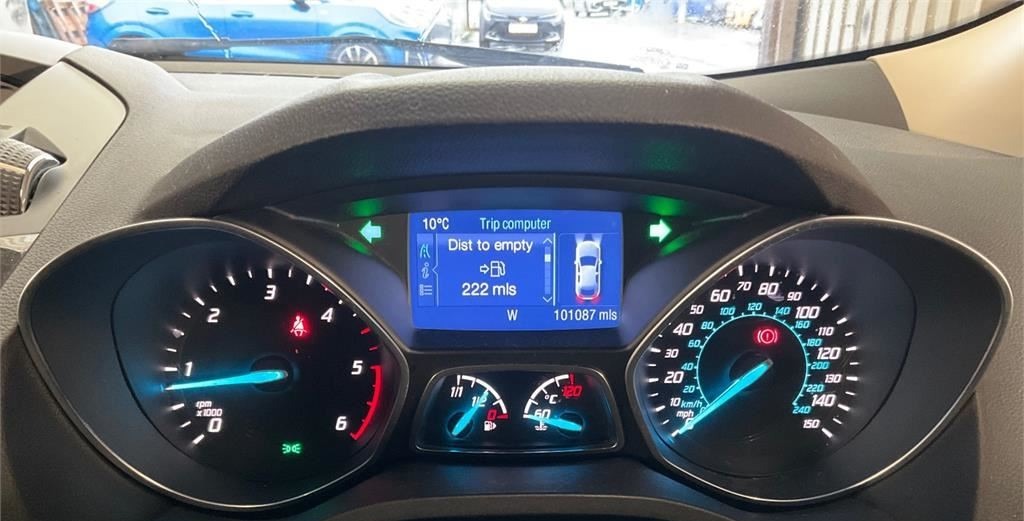 10°C Trip computer
Dist to empty
222 mls
W 101087 mls
0 1 2 3 4 5 6
rpm
x1000
1/1 1/2 0
60 °C 120
0 10 20 30 40 50 60 70 80 90 100 110 120 130 140 150
mph
20 40 60 80 100 120 140 160 180 200 220 240
km/h